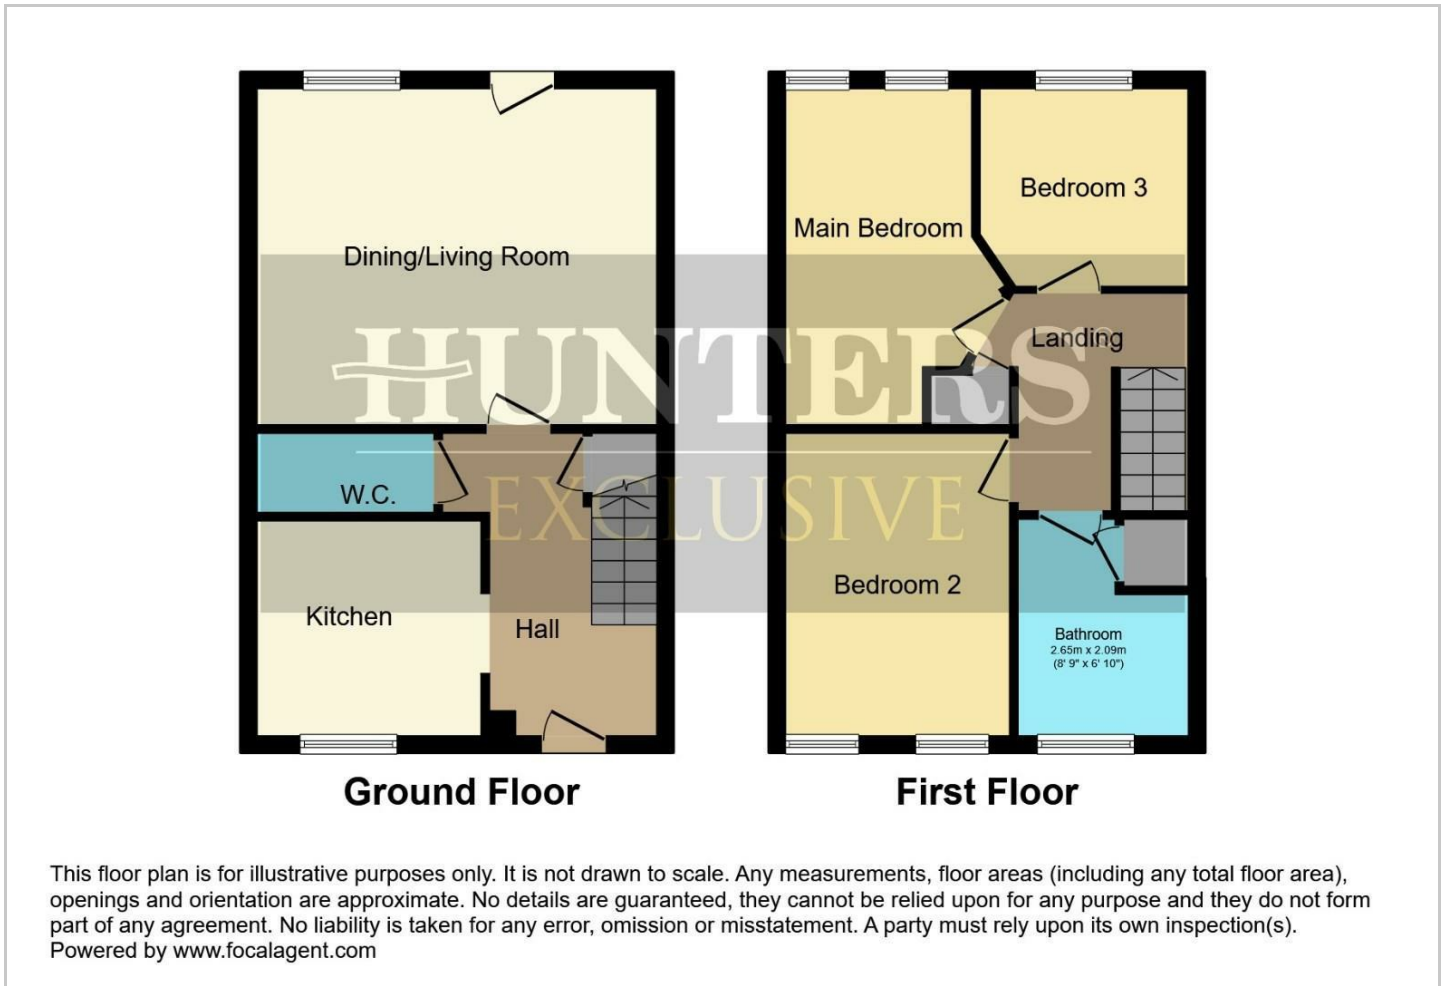 Dining/Living Room
W.C.
Kitchen
Hall
Ground Floor
Main Bedroom
Bedroom 3
Landing
Bedroom 2
Bathroom
2.65m x 2.09m
(8' 9" x 6' 10")
First Floor
HUNTERS®
EXCLUSIVE
This floor plan is for illustrative purposes only. It is not drawn to scale. Any measurements, floor areas (including any total floor area),
openings and orientation are approximate. No details are guaranteed, they cannot be relied upon for any purpose and they do not form
part of any agreement. No liability is taken for any error, omission or misstatement. A party must rely upon its own inspection(s).
Powered by www.focalagent.com